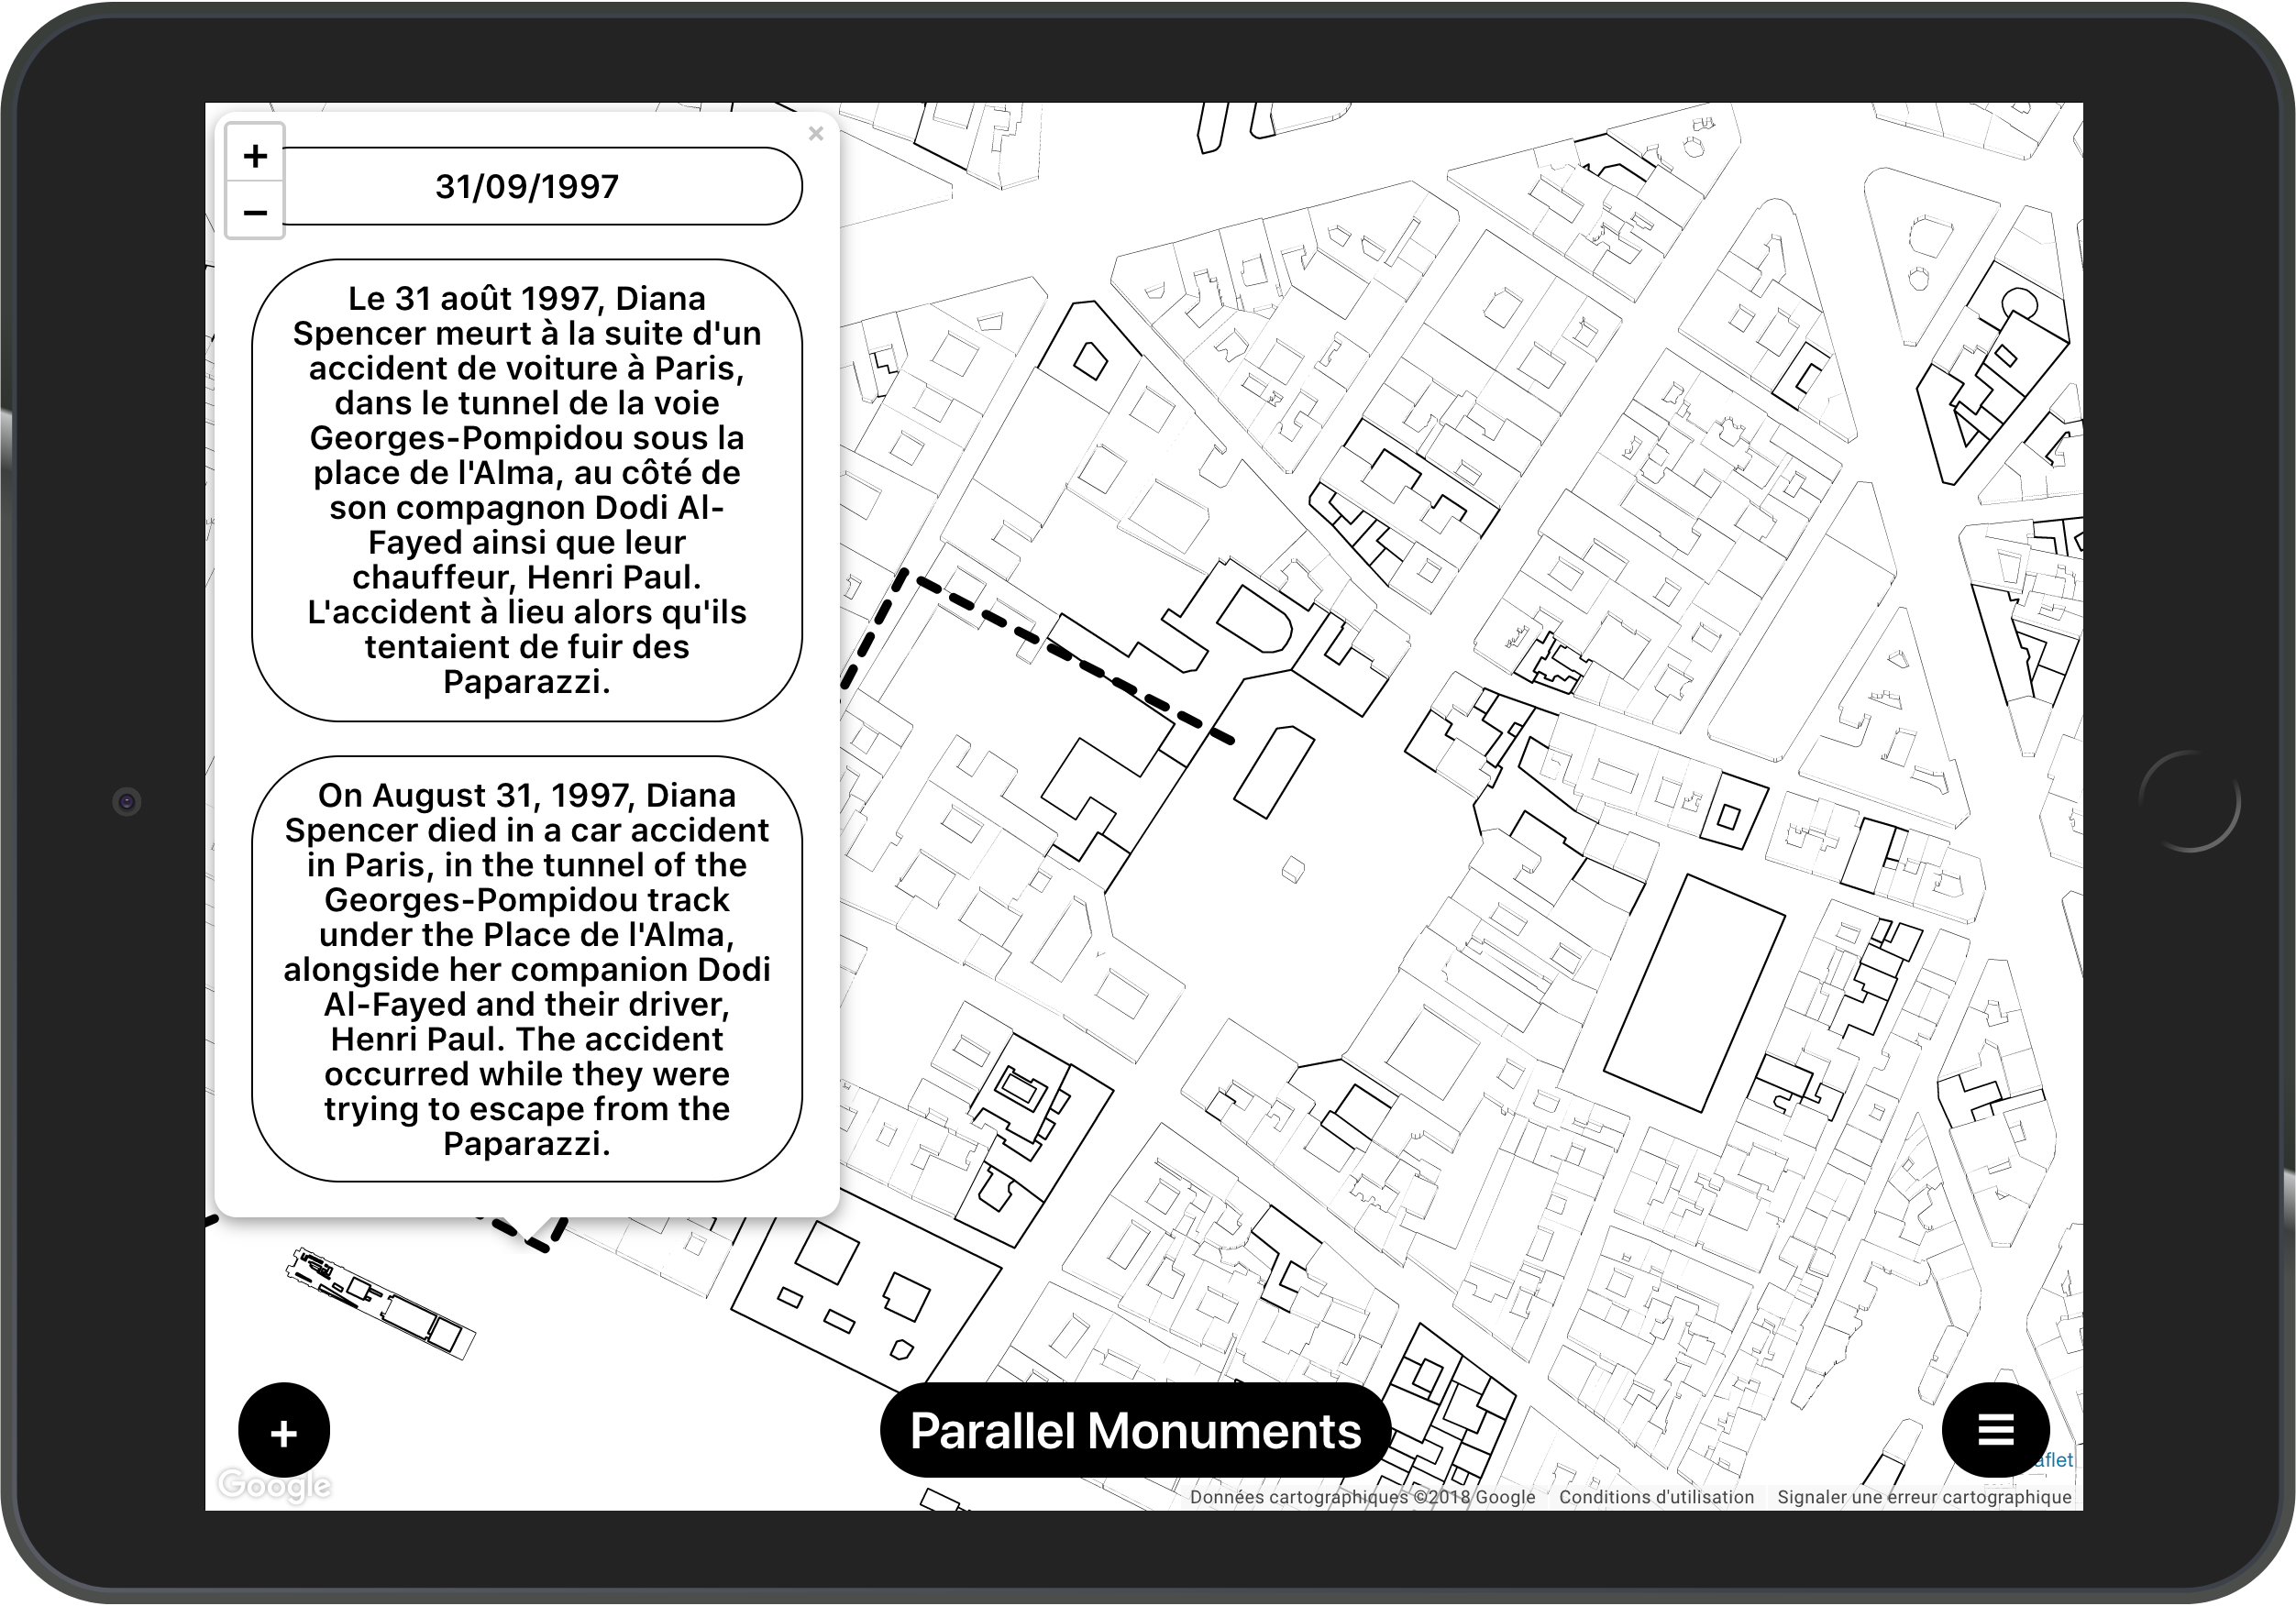 +
−
×
31/09/1997
Le 31 août 1997, Diana
Spencer meurt à la suite d'un
accident de voiture à Paris,
dans le tunnel de la voie
Georges-Pompidou sous la
place de l'Alma, au côté de
son compagnon Dodi Al-
Fayed ainsi que leur
chauffeur, Henri Paul.
L'accident à lieu alors qu'ils
tentaient de fuir des
Paparazzi.
On August 31, 1997, Diana
Spencer died in a car accident
in Paris, in the tunnel of the
Georges-Pompidou track
under the Place de l'Alma,
alongside her companion Dodi
Al-Fayed and their driver,
Henri Paul. The accident
occurred while they were
trying to escape from the
Paparazzi.
+
Parallel Monuments
aflet
Google
Données cartographiques ©2018 Google Conditions d'utilisation Signaler une erreur cartographique